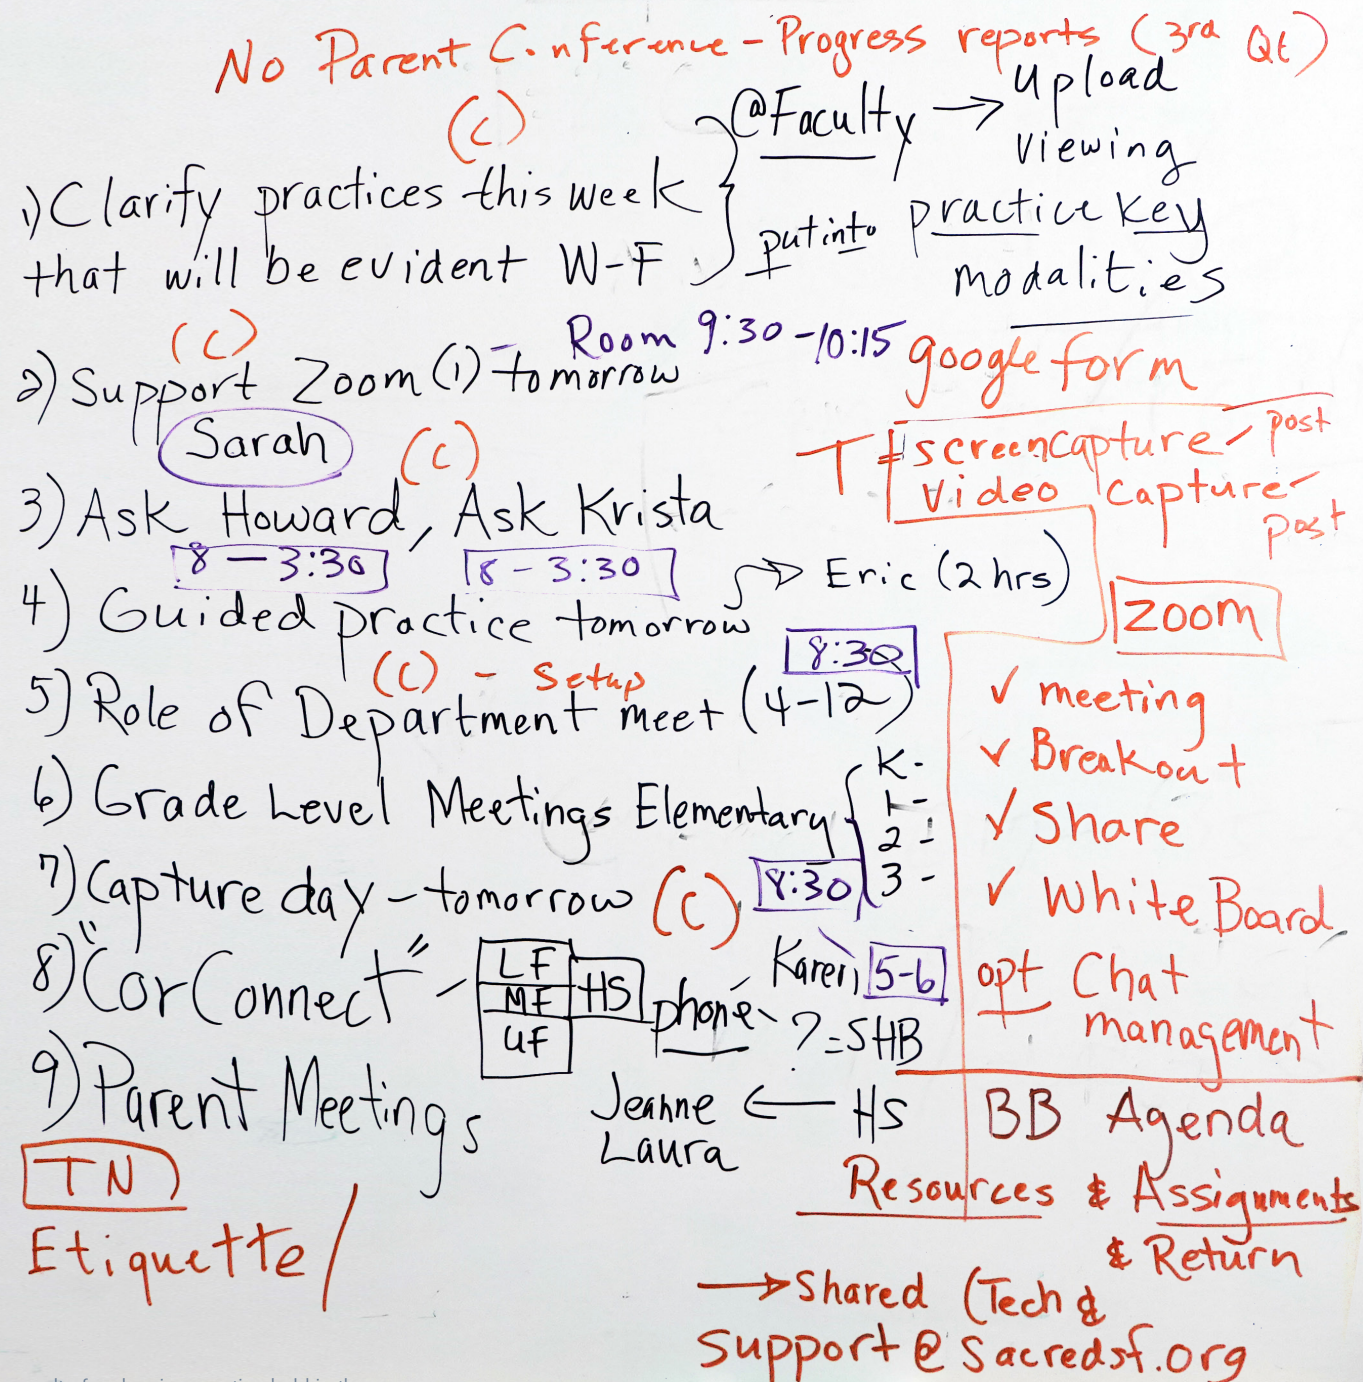 No Parent Conference - Progress reports (3rd Qt)
(c)
@Faculty → upload
viewing
1) Clarify practices this week
that will be evident W-F
put into practice key
modalities
(c)
- Room 9:30-10:15
2) Support Zoom (1) - tomorrow
Sarah
google form
T = screencapture - post
video capture -
post
(c)
3) Ask Howard, Ask Krista
8 - 3:30 8 - 3:30
→ Eric (2 hrs)
4) Guided practice tomorrow
zoom
8:30
(c) - Setup
5) Role of Department meet (4-12)
✓ meeting
✓ Breakout
✓ Share
✓ White Board
opt Chat
management
6) Grade Level Meetings Elementary
K-
1-
2-
3-
8:30
7) Capture day - tomorrow (c)
8) "CorConnect" -
LF
MF HS
UF
phone
Karen 5-6
? = SHB
9) Parent Meetings
Jeanne ← HS
Laura
BB Agenda
Resources & Assignments
& Return
TN
Etiquette/
→ Shared (Tech &
support@sacredsf.org